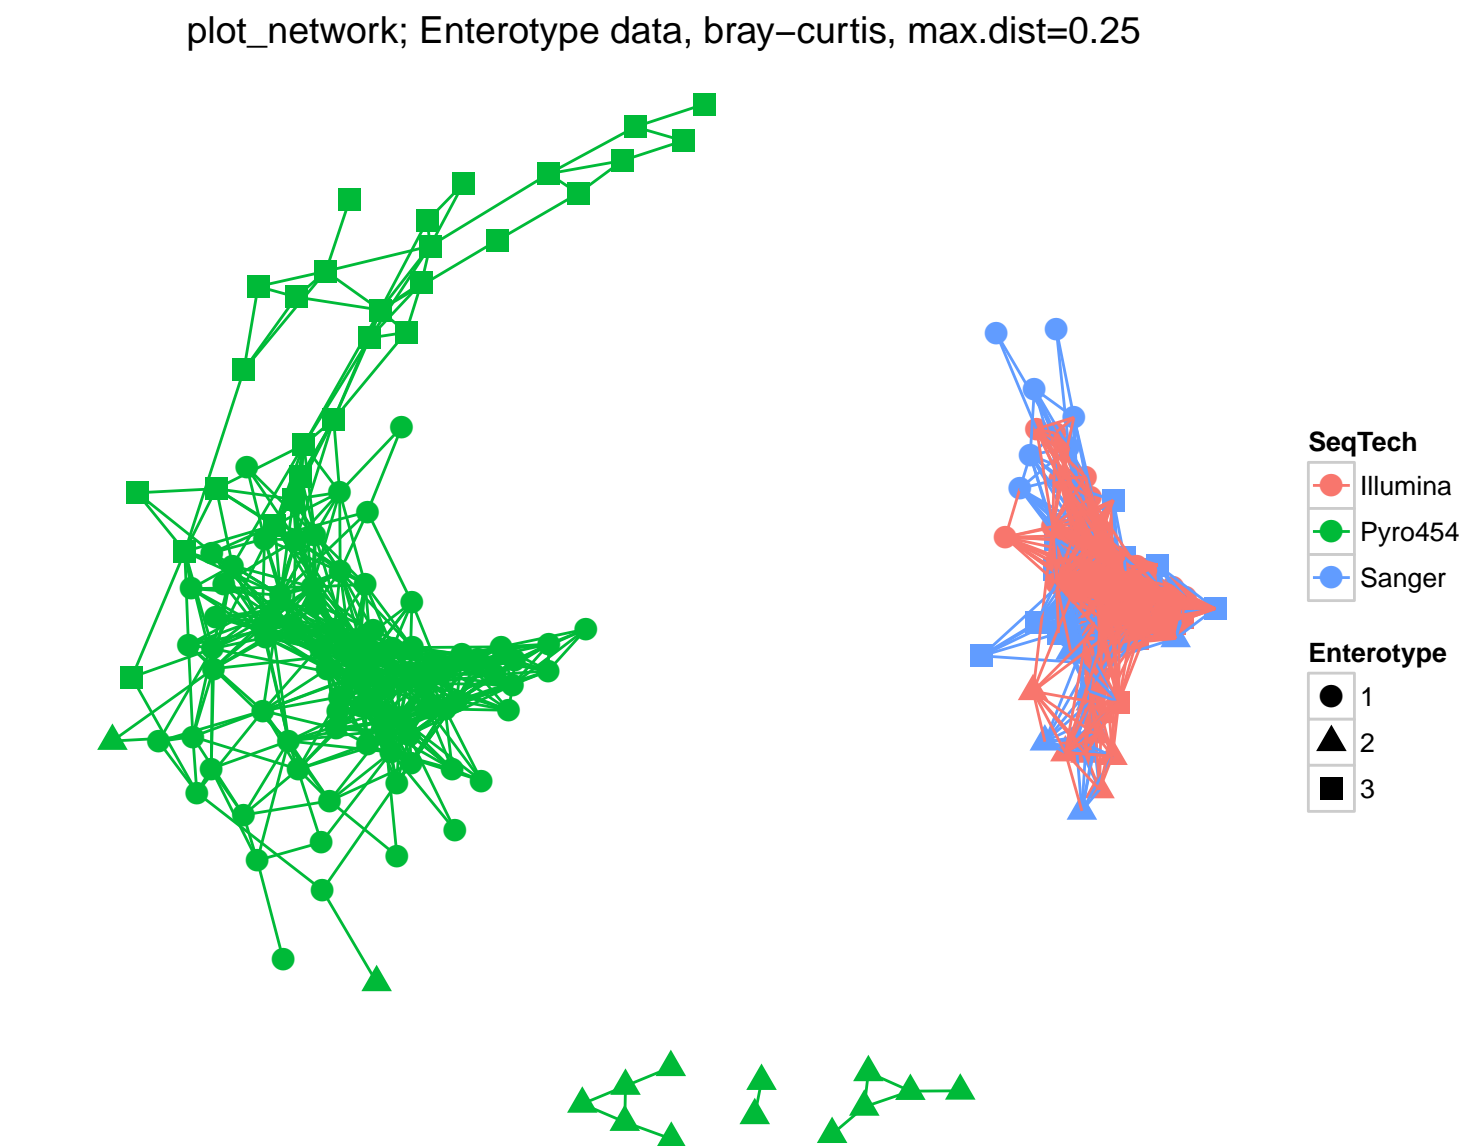 plot_network; Enterotype data, bray−curtis, max.dist=0.25
SeqTech
Illumina
Pyro454
Sanger
Enterotype
1
2
3